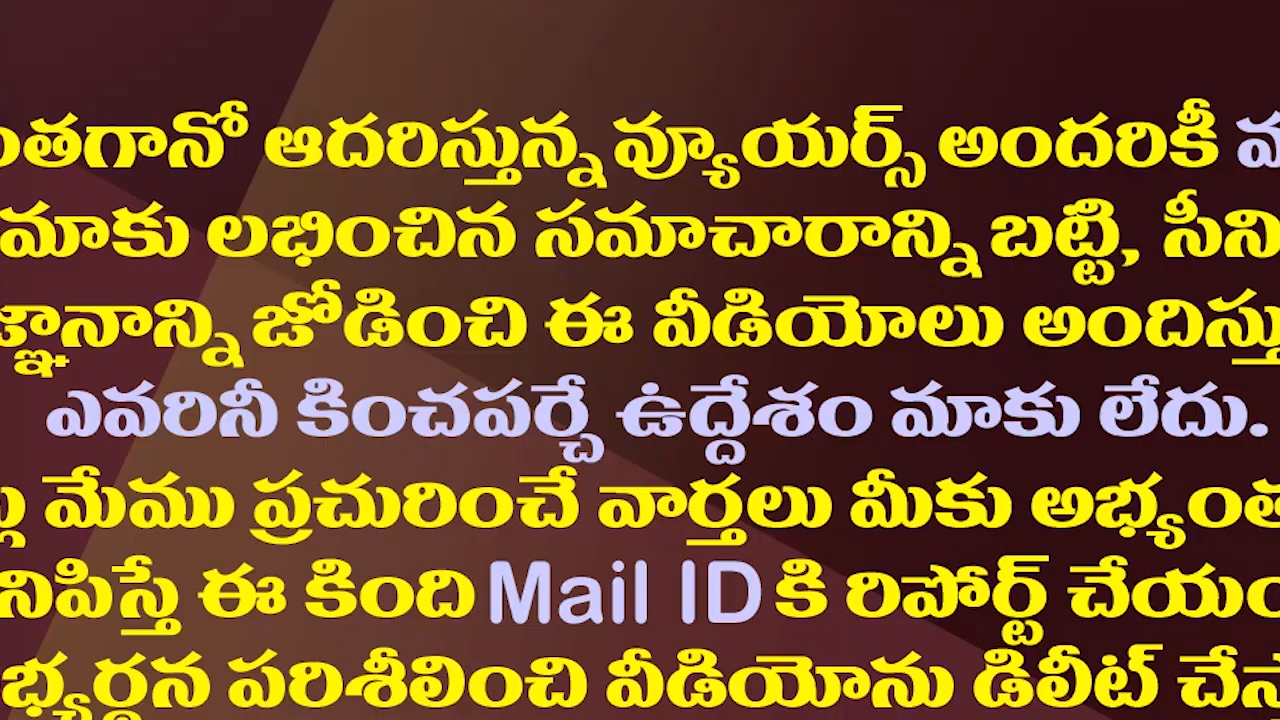 ఆదరిస్తున్న వ్యూయర్స్ అందరికీ
మాకు లభించిన సమాచారాన్ని బట్టి, సీని
జోడించి ఈ వీడియోలు
ఎవరినీ కించపర్చే ఉద్దేశం మాకు లేదు.
మేము ప్రచురించే వార్తలు మీకు
ఈ కింది Mail ID కి రిపోర్ట్
పరిశీలించి వీడియోను డిలీట్